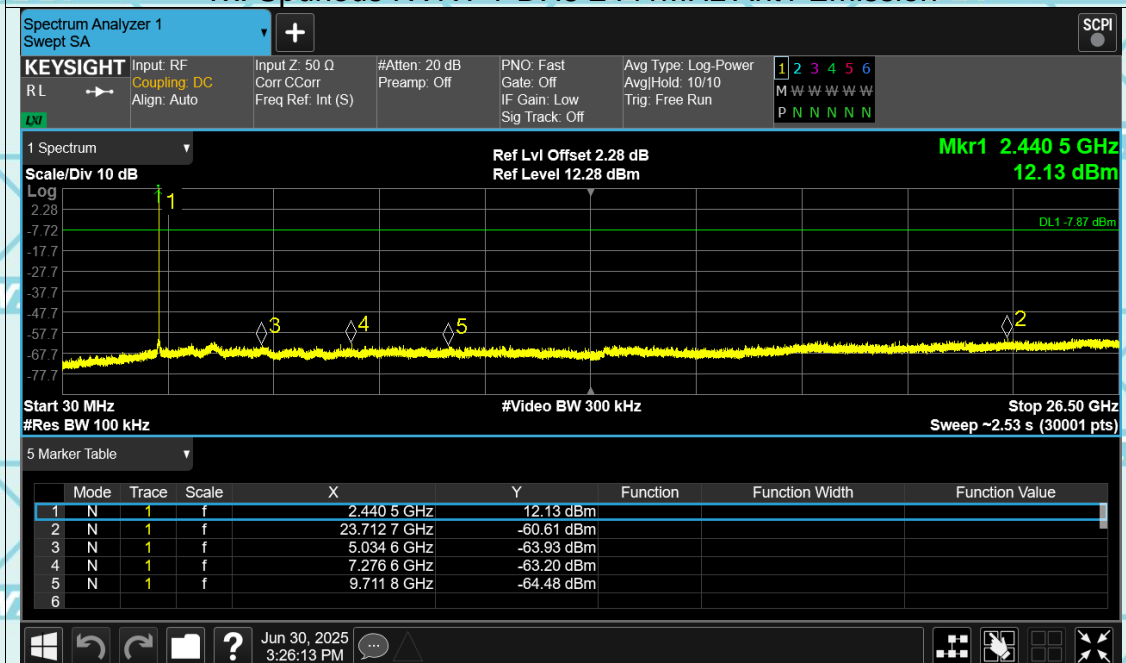 Spectrum Analyzer 1
Swept SA
+
SCPI
KEYSIGHT
RL
LXI
Input: RF
Coupling: DC
Align: Auto
Input Z: 50 Ω
Corr CCorr
Freq Ref: Int (S)
#Atten: 20 dB
Preamp: Off
PNO: Fast
Gate: Off
IF Gain: Low
Sig Track: Off
Avg Type: Log-Power
Avg|Hold: 10/10
Trig: Free Run
1 2 3 4 5 6
M W W W W W
P N N N N N
1 Spectrum
Scale/Div 10 dB
Ref Lvl Offset 2.28 dB
Ref Level 12.28 dBm
Mkr1 2.440 5 GHz
12.13 dBm
Log
1
2.28
DL1 -7.87 dBm
-7.72
-17.7
-27.7
-37.7
-47.7
3 4 5 2
-57.7
-67.7
-77.7
Start 30 MHz #Video BW 300 kHz Stop 26.50 GHz
#Res BW 100 kHz Sweep ~2.53 s (30001 pts)
5 Marker Table
Mode Trace Scale X Y Function Function Width Function Value
1 N 1 f 2.440 5 GHz 12.13 dBm
2 N 1 f 23.712 7 GHz -60.61 dBm
3 N 1 f 5.034 6 GHz -63.93 dBm
4 N 1 f 7.276 6 GHz -63.20 dBm
5 N 1 f 9.711 8 GHz -64.48 dBm
6
?
Jun 30, 2025
3:26:13 PM